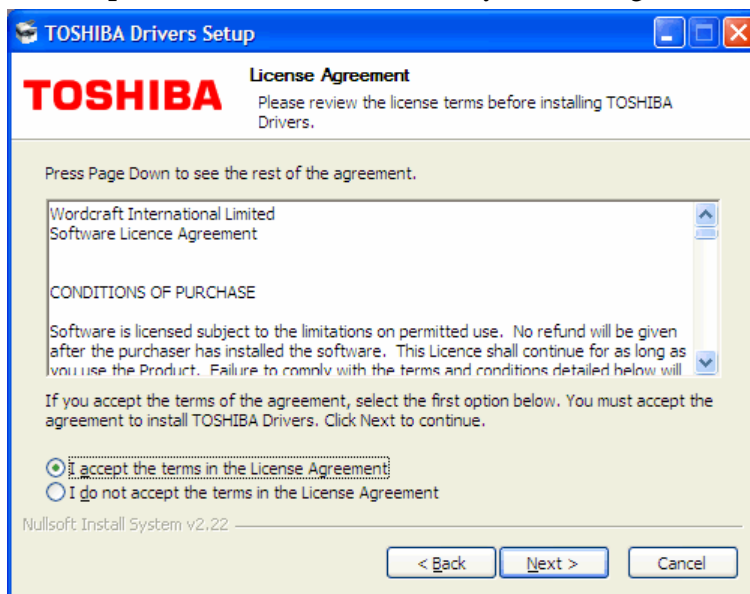 TOSHIBA Drivers Setup
TOSHIBA
License Agreement
Please review the license terms before installing TOSHIBA
Drivers.
Press Page Down to see the rest of the agreement.
Wordcraft International Limited
Software Licence Agreement
CONDITIONS OF PURCHASE
Software is licensed subject to the limitations on permitted use.  No refund will be given
after the purchaser has installed the software.  This Licence shall continue for as long as
you use the Product.  Failure to comply with the terms and conditions detailed below will
If you accept the terms of the agreement, select the first option below. You must accept the
agreement to install TOSHIBA Drivers. Click Next to continue.
I accept the terms in the License Agreement
I do not accept the terms in the License Agreement
Nullsoft Install System v2.22
< Back
Next >
Cancel